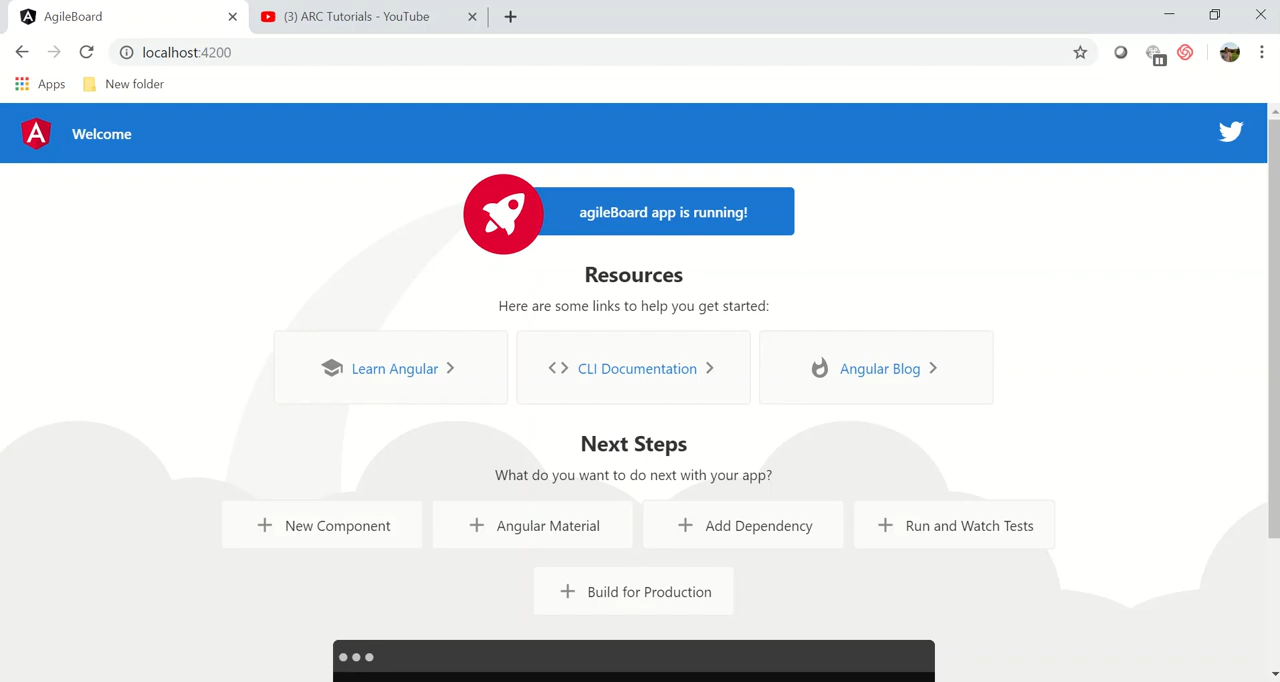 AgileBoard
(3) ARC Tutorials - YouTube
localhost:4200
Apps
New folder
Welcome
agileBoard app is running!
Resources
Here are some links to help you get started:
Learn Angular
CLI Documentation
Angular Blog
Next Steps
What do you want to do next with your app?
New Component
Angular Material
Add Dependency
Run and Watch Tests
Build for Production